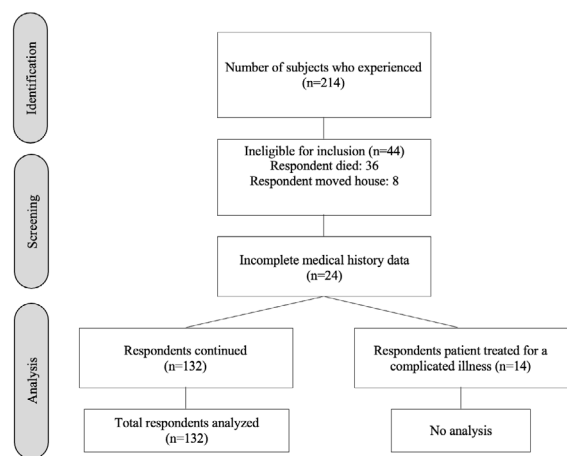 Identification
Number of subjects who experienced
(n=214)
Screening
Ineligible for inclusion (n=44)
Respondent died: 36
Respondent moved house: 8
Incomplete medical history data
(n=24)
Analysis
Respondents continued
(n=132)
Respondents patient treated for a
complicated illness (n=14)
Total respondents analyzed
(n=132)
No analysis